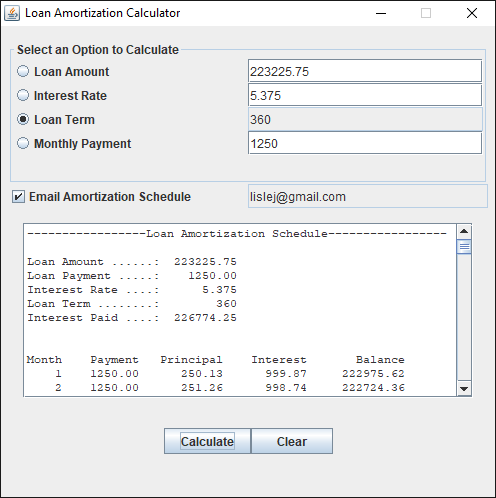 Loan Amortization Calculator
Select an Option to Calculate
Loan Amount 223225.75
Interest Rate 5.375
Loan Term 360
Monthly Payment 1250
Email Amortization Schedule lislej@gmail.com
-----------------Loan Amortization Schedule-----------------
Loan Amount ......: 223225.75
Loan Payment .....: 1250.00
Interest Rate ....: 5.375
Loan Term ........: 360
Interest Paid ....: 226774.25
Month Payment Principal Interest Balance
1 1250.00 250.13 999.87 222975.62
2 1250.00 251.26 998.74 222724.36
Calculate Clear